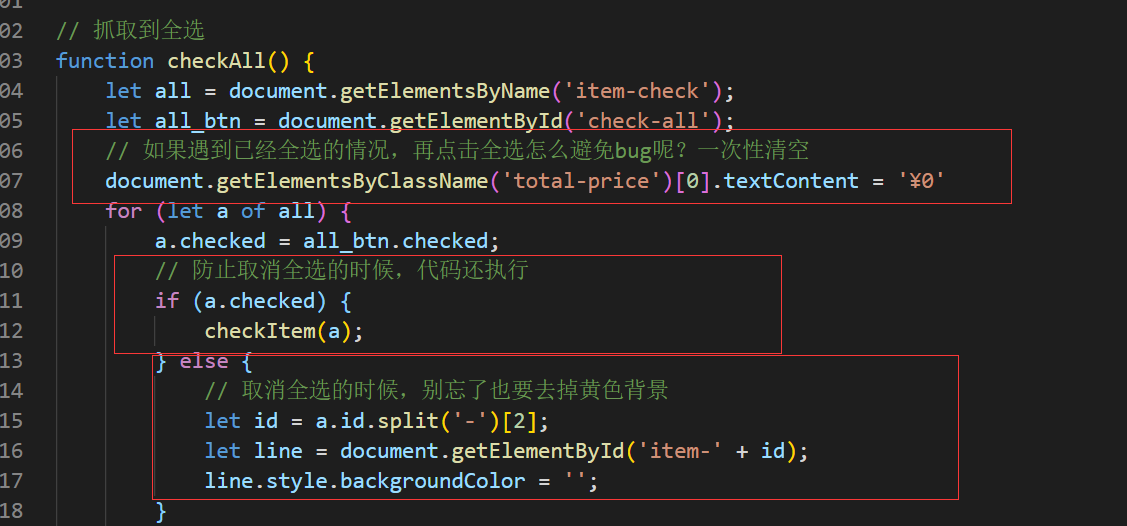 01
02 // 抓取到全选
03 function checkAll() {
04 let all = document.getElementsByName('item-check');
05 let all_btn = document.getElementById('check-all');
06 // 如果遇到已经全选的情况，再点击全选怎么避免bug呢？一次性清空
07 document.getElementsByClassName('total-price')[0].textContent = '¥0'
08 for (let a of all) {
09 a.checked = all_btn.checked;
10 // 防止取消全选的时候，代码还执行
11 if (a.checked) {
12 checkItem(a);
13 } else {
14 // 取消全选的时候，别忘了也要去掉黄色背景
15 let id = a.id.split('-')[2];
16 let line = document.getElementById('item-' + id);
17 line.style.backgroundColor = '';
18 }